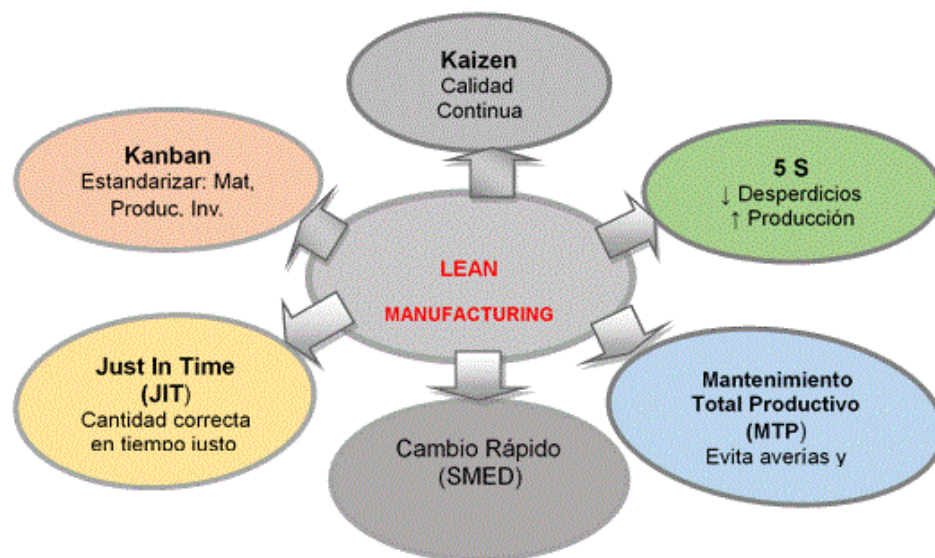 Kaizen
Calidad
Continua
Kanban
Estandarizar: Mat,
Produc, Inv.
5 S
↓ Desperdicios
↑ Producción
LEAN
MANUFACTURING
Just In Time
(JIT)
Cantidad correcta
en tiempo justo
Mantenimiento
Total Productivo
(MTP)
Evita averías y
Cambio Rápido
(SMED)